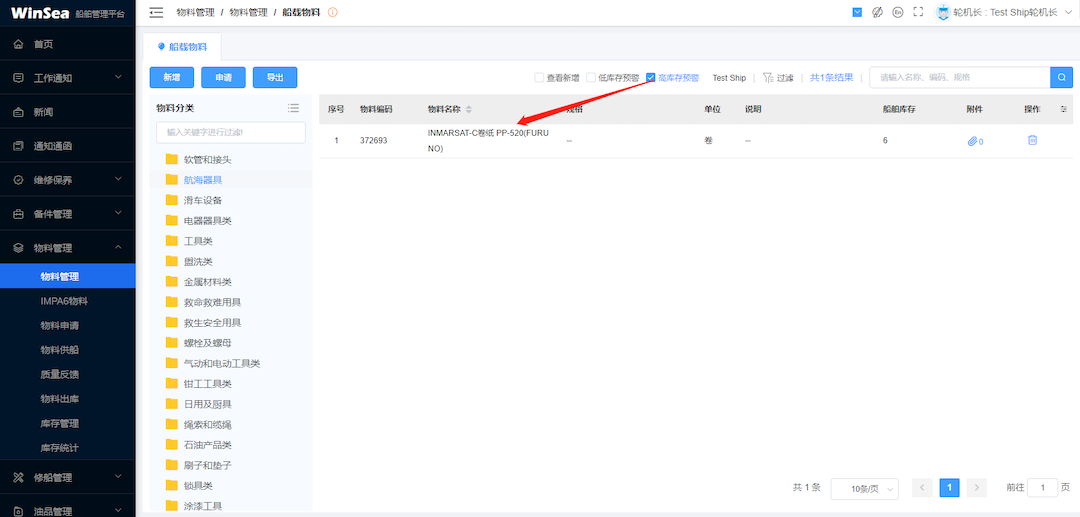 WinSea 船舶管理平台
首页
工作通知
新闻
通知通函
维修保养
备件管理
物料管理
物料管理
IMPA6物料
物料申请
物料供船
质量反馈
物料出库
库存管理
库存统计
修船管理
油品管理
物料管理 / 物料管理 / 船载物料
En
轮机长 : Test Ship轮机长
船载物料
新增 申请 导出
查看新增 低库存预警 高库存预警 Test Ship 过滤 共1条结果 请输入名称、编码、规格
物料分类
输入关键字进行过滤!
软管和接头
航海器具
滑车设备
电器器具类
工具类
盥洗类
金属材料类
救命救难用具
救生安全用具
螺栓及螺母
气动和电动工具类
钳工工具类
日用及厨具
绳索和缆绳
石油产品类
刷子和垫子
锁具类
涂漆工具
序号 物料编码 物料名称 规格 单位 说明 船舶库存 附件 操作
1 372693 INMARSAT-C卷纸 PP-520(FURU
NO) -- 卷 -- 6 0
共 1 条 10条/页 1 前往 1 页